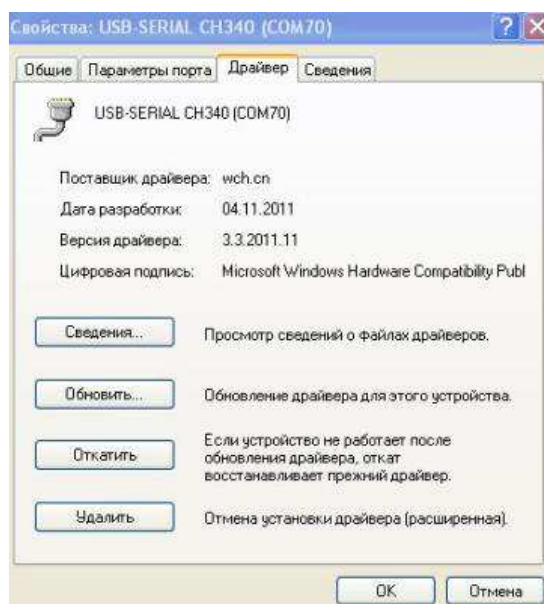 Свойства: USB-SERIAL CH340 (COM70)
Общие Параметры порта Драйвер Сведения
USB-SERIAL CH340 (COM70)
Поставщик драйвера: wch.cn
Дата разработки: 04.11.2011
Версия драйвера: 3.3.2011.11
Цифровая подпись: Microsoft Windows Hardware Compatibility Publ
Сведения... Просмотр сведений о файлах драйверов.
Обновить... Обновление драйвера для этого устройства.
Откатить Если устройство не работает после
обновления драйвера, откат
восстанавливает прежний драйвер.
Удалить Отмена установки драйвера (расширенная).
OK Отмена